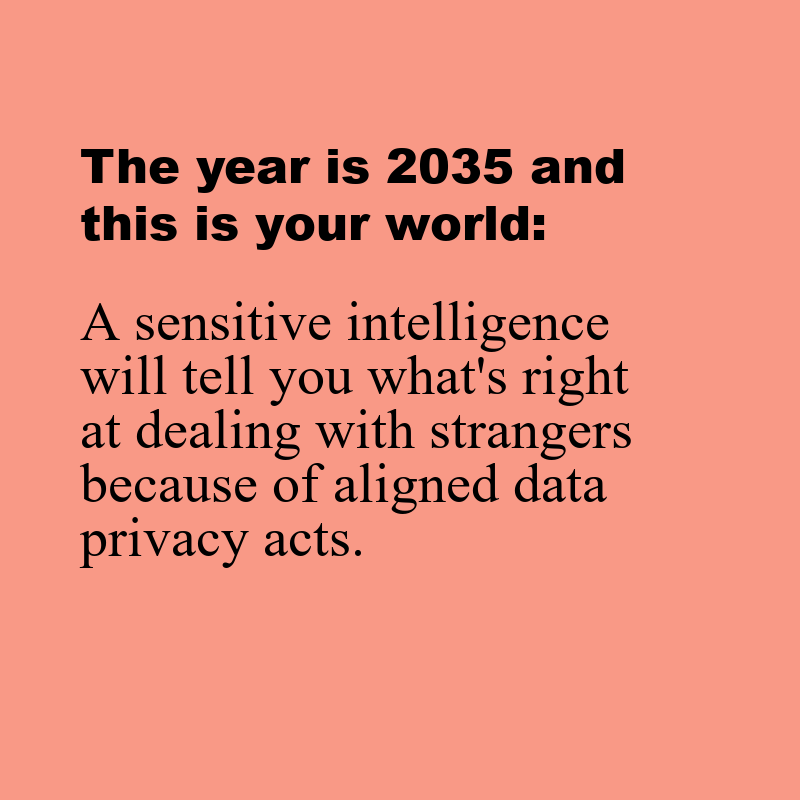 The year is 2035 and
this is your world:
A sensitive intelligence
will tell you what's right
at dealing with strangers
because of aligned data
privacy acts.